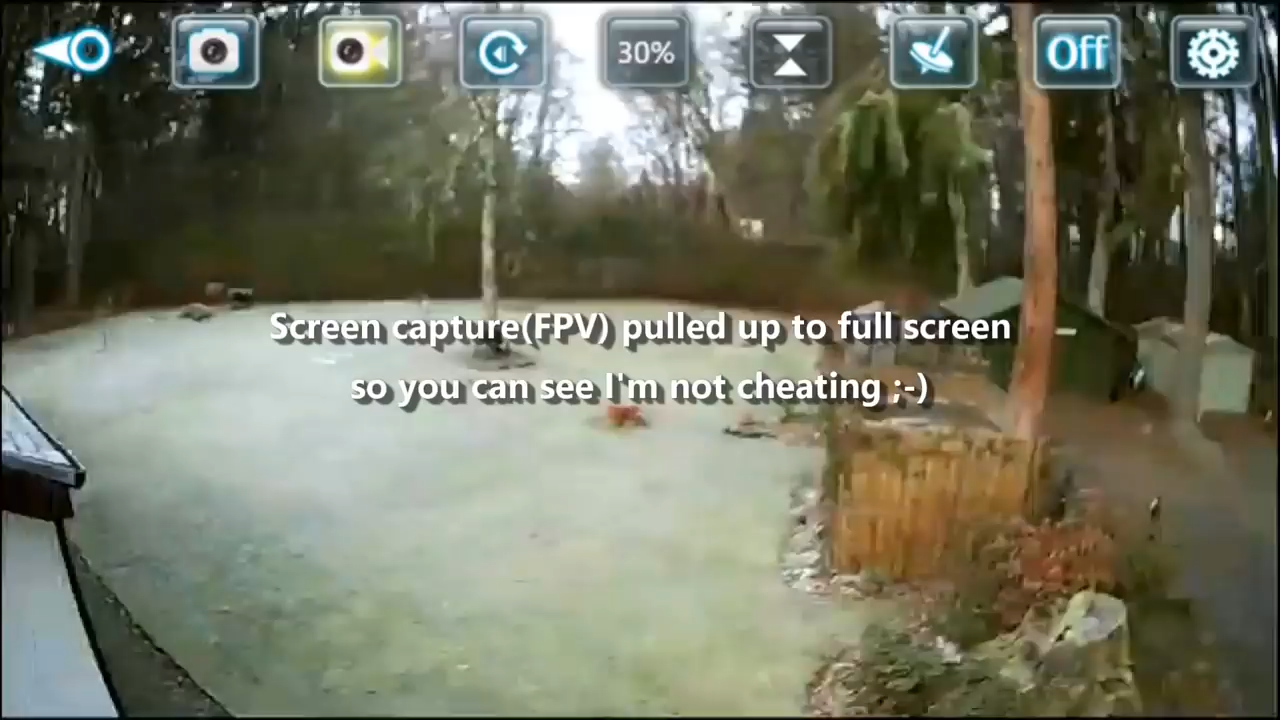 30%
Off
Screen capture(FPV) pulled up to full screen
so you can see I'm not cheating ;-)